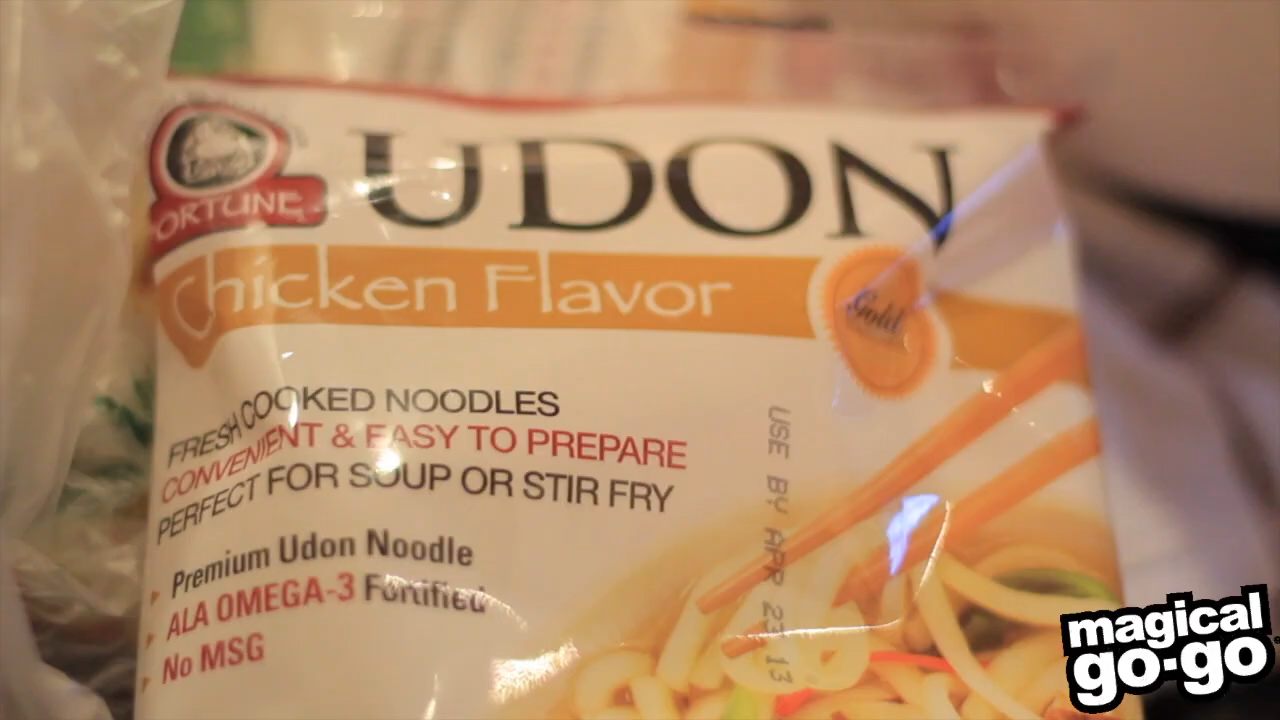 UDON
FORTUNE
Chicken Flavor
Gold
FRESH COOKED NOODLES
CONVENIENT & EASY TO PREPARE
PERFECT FOR SOUP OR STIR FRY
Premium Udon Noodle
ALA OMEGA-3 Fortified
No MSG
USE BY APR 23 13
magical
go-go